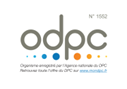 N° 1552
odpc
Organisme enregistré par l'Agence nationale du DPC
Retrouvez toute l'offre du DPC sur www.mondpc.fr